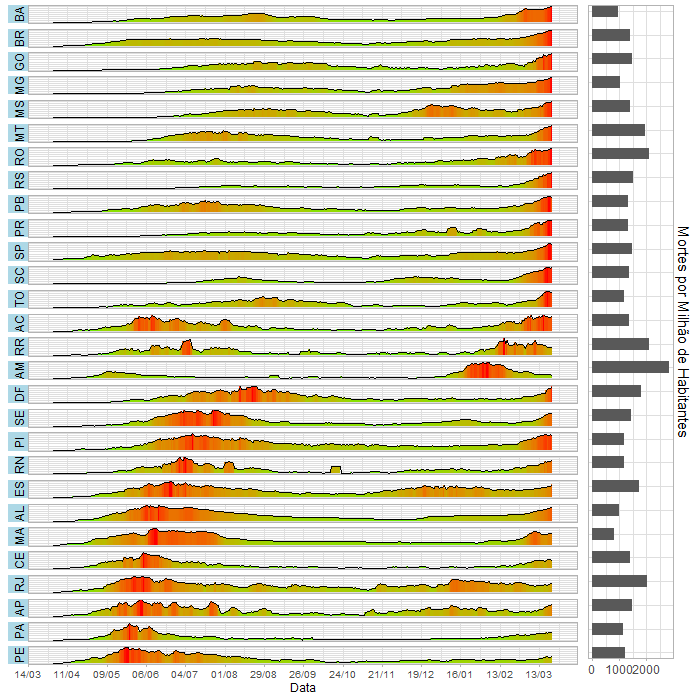 BA
BR
GO
MG
MS
MT
RO
RS
PB
PR
SP
SC
TO
AC
RR
AM
DF
SE
PI
RN
ES
AL
MA
CE
RJ
AP
PA
PE
14/03 11/04 09/05 06/06 04/07 01/08 29/08 26/09 24/10 21/11 19/12 16/01 13/02 13/03
Data
0 1000 2000
Mortes por Milhão de Habitantes